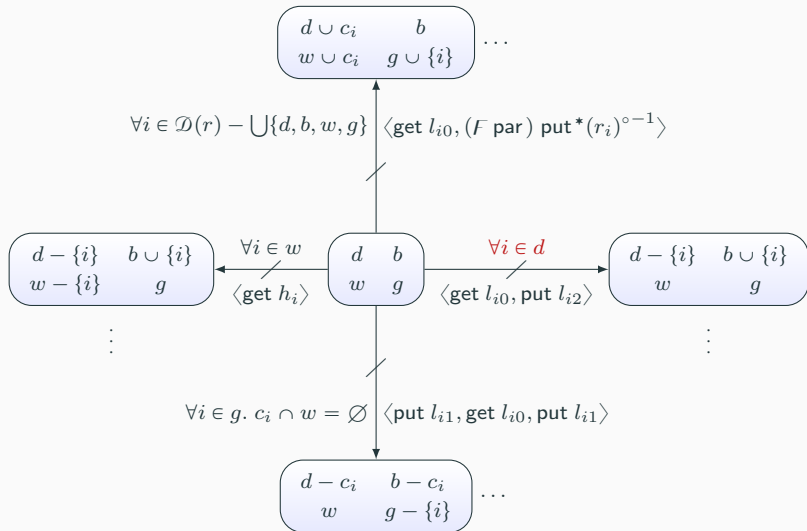 d ∪ c_i b
w ∪ c_i g ∪ {i} ⋯
∀i ∈ 𝒟(r) − ⋃{d, b, w, g} ⟨get l_{i0}, (F par) put*(r_i)^{∘−1}⟩
∀i ∈ w ∀i ∈ d
d − {i} b ∪ {i} d b d − {i} b ∪ {i}
w − {i} g w g w g
⟨get h_i⟩ ⟨get l_{i0}, put l_{i2}⟩
⋮ ⋮
∀i ∈ g. c_i ∩ w = ∅ ⟨put l_{i1}, get l_{i0}, put l_{i1}⟩
d − c_i b − c_i
w g − {i} ⋯